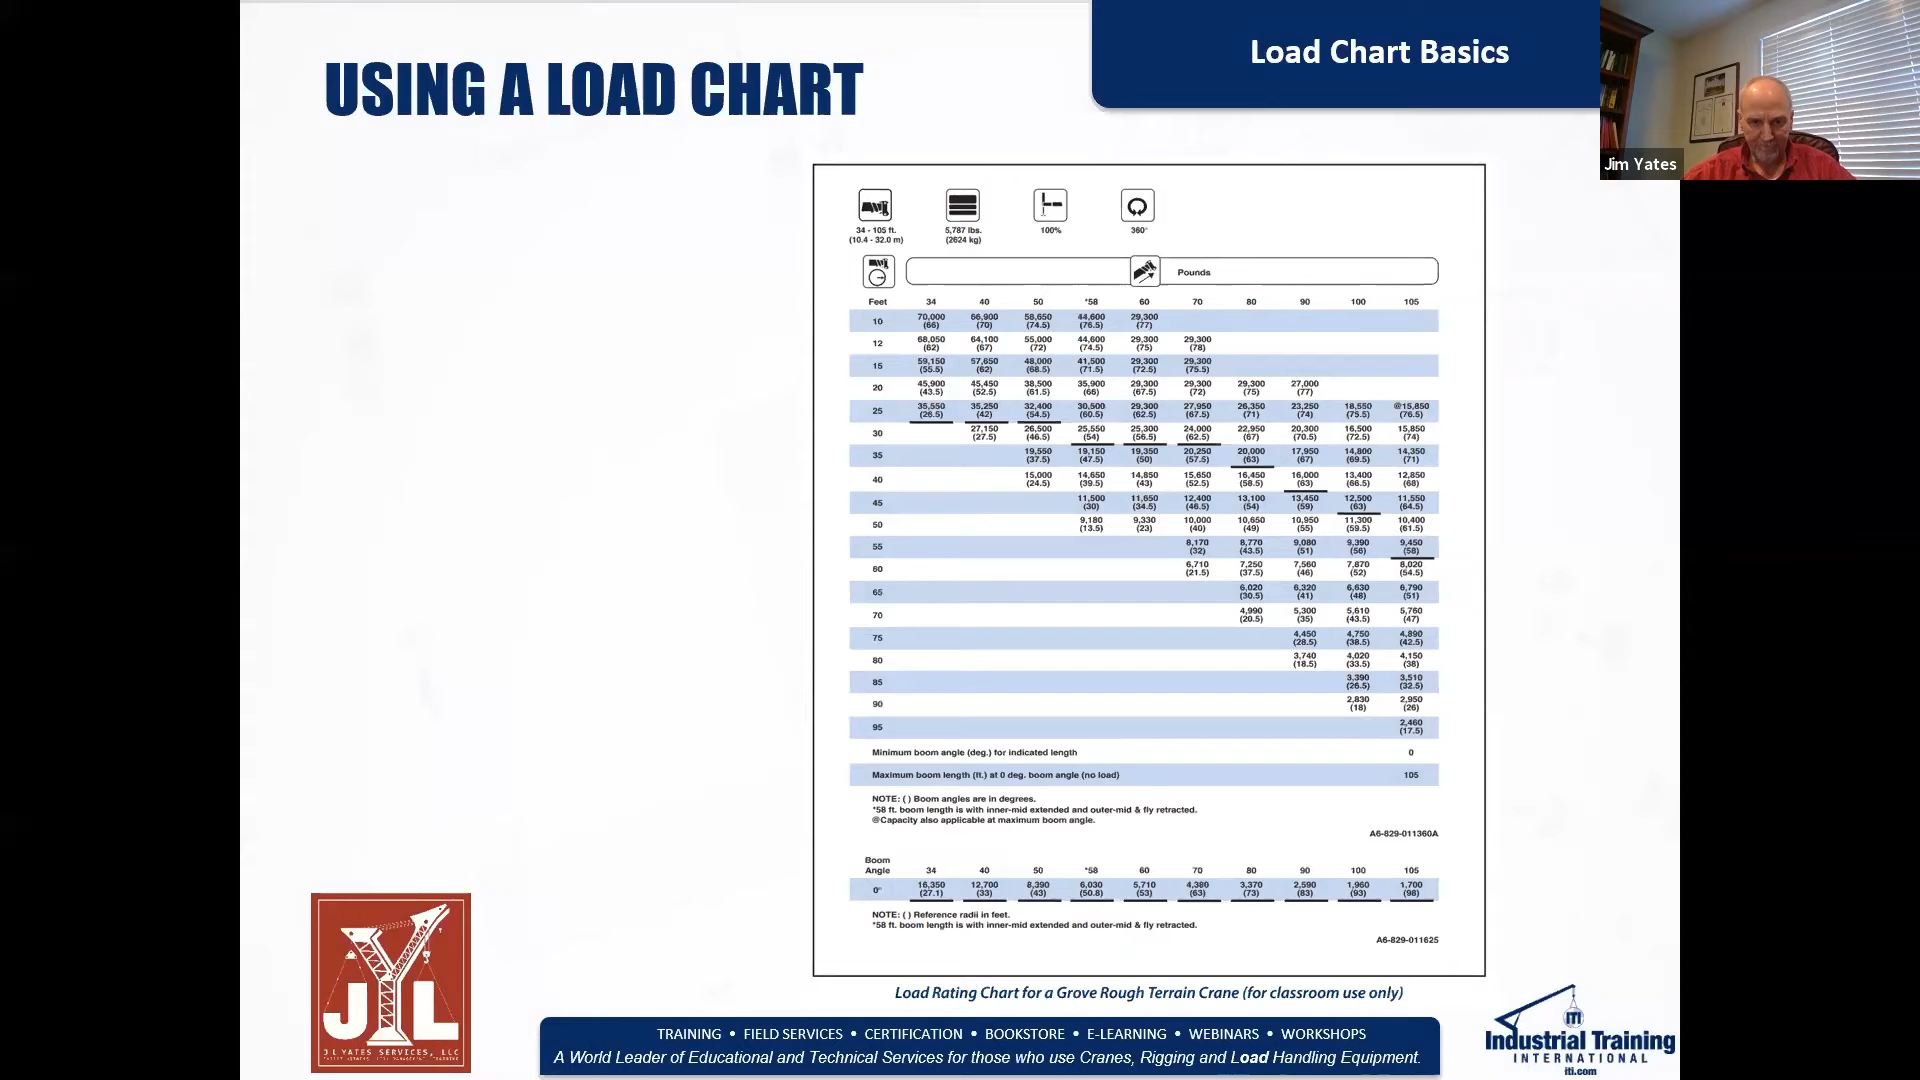 USING A LOAD CHART
Load Chart Basics
Jim Yates
34 - 105 ft.
(10.4 - 32.0 m)
5,787 lbs.
(2624 kg)
100%
360°
Pounds
Feet 34 40 50 *58 60 70 80 90 100 105
10 70,000 66,900 58,650 44,600 29,300
(66) (70) (74.5) (76.5) (77)
12 68,050 64,100 55,000 44,600 29,300 29,300
(62) (67) (72) (74.5) (75) (78)
15 59,150 57,650 48,000 41,500 29,300 29,300
(55.5) (62) (68.5) (71.5) (72.5) (75.5)
20 45,900 45,450 38,500 35,900 29,300 29,300 29,300 27,000
(43.5) (52.5) (61.5) (66) (67.5) (72) (75) (77)
25 35,550 35,250 32,400 30,500 29,300 27,950 26,350 23,250 18,550 @15,850
(26.5) (42) (54.5) (60.5) (62.5) (67.5) (71) (74) (75.5) (76.5)
30 27,150 26,500 25,550 25,300 24,000 22,950 20,300 16,500 15,850
(27.5) (46.5) (54) (56.5) (62.5) (67) (70.5) (72.5) (74)
35 19,550 19,150 19,350 20,250 20,000 17,950 14,800 14,350
(37.5) (47.5) (50) (57.5) (63) (67) (69.5) (71)
40 15,000 14,650 14,850 15,650 16,450 16,000 13,400 12,850
(24.5) (39.5) (43) (52.5) (58.5) (63) (66.5) (68)
45 11,500 11,650 12,400 13,100 13,450 12,500 11,550
(30) (34.5) (46.5) (54) (59) (63) (64.5)
50 9,180 9,330 10,000 10,650 10,950 11,300 10,400
(13.5) (23) (40) (49) (55) (59.5) (61.5)
55 8,170 8,770 9,080 9,390 9,450
(32) (43.5) (51) (56) (58)
60 6,710 7,250 7,560 7,870 8,020
(21.5) (37.5) (46) (52) (54.5)
65 6,020 6,320 6,630 6,790
(30.5) (41) (48) (51)
70 4,990 5,300 5,610 5,760
(20.5) (35) (43.5) (47)
75 4,450 4,750 4,890
(28.5) (38.5) (42.5)
80 3,740 4,020 4,150
(18.5) (33.5) (38)
85 3,390 3,510
(26.5) (32.5)
90 2,830 2,950
(18) (26)
95 2,460
(17.5)
Minimum boom angle (deg.) for indicated length 0
Maximum boom length (ft.) at 0 deg. boom angle (no load) 105
NOTE: ( ) Boom angles are in degrees.
*58 ft. boom length is with inner-mid extended and outer-mid & fly retracted.
@Capacity also applicable at maximum boom angle.
A6-829-011360A
Boom
Angle 34 40 50 *58 60 70 80 90 100 105
0° 16,350 12,700 8,390 6,030 5,710 4,380 3,370 2,590 1,960 1,700
(27.1) (33) (43) (50.8) (53) (63) (73) (83) (93) (98)
NOTE: ( ) Reference radii in feet.
*58 ft. boom length is with inner-mid extended and outer-mid & fly retracted.
A6-829-011625
Load Rating Chart for a Grove Rough Terrain Crane (for classroom use only)
JYL
J L YATES SERVICES, LLC
TRAINING • FIELD SERVICES • CERTIFICATION • BOOKSTORE • E-LEARNING • WEBINARS • WORKSHOPS
A World Leader of Educational and Technical Services for those who use Cranes, Rigging and Load Handling Equipment.
ITI
Industrial Training
INTERNATIONAL
iti.com